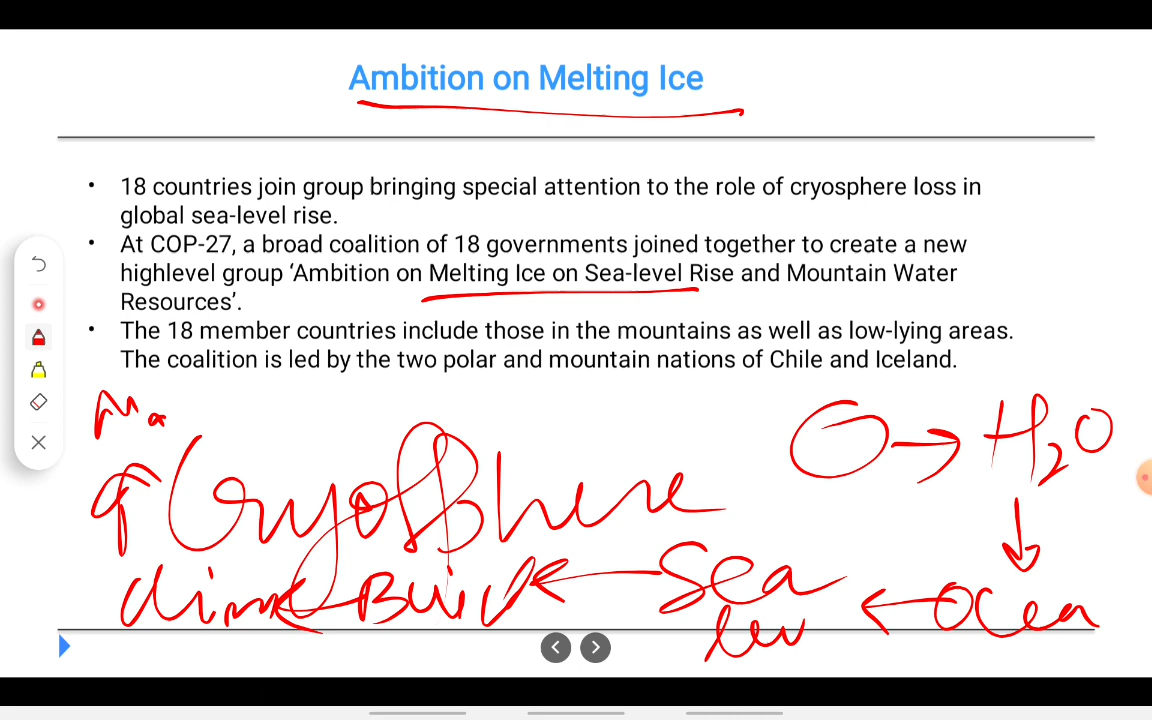 Ambition on Melting Ice
• 18 countries join group bringing special attention to the role of cryosphere loss in
global sea-level rise.
• At COP-27, a broad coalition of 18 governments joined together to create a new
highlevel group ‘Ambition on Melting Ice on Sea-level Rise and Mountain Water
Resources’.
• The 18 member countries include those in the mountains as well as low-lying areas.
The coalition is led by the two polar and mountain nations of Chile and Iceland.
→ H2O
Cryosphere
Sea